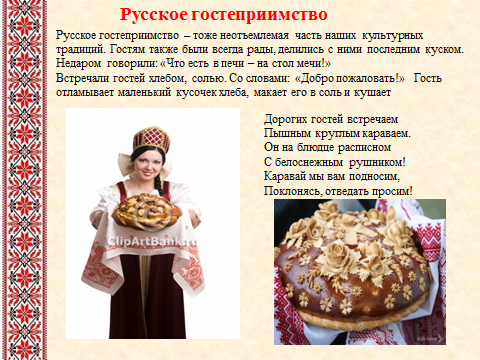 Русское гостеприимство
Русское гостеприимство – тоже неотъемлемая часть наших культурных
традиций. Гостям также были всегда рады, делились с ними последним куском.
Недаром говорили: «Что есть в печи – на стол мечи!»
Встречали гостей хлебом, солью. Со словами: «Добро пожаловать!» Гость
отламывает маленький кусочек хлеба, макает его в соль и кушает
Дорогих гостей встречаем
Пышным круглым караваем.
Он на блюдце расписном
С белоснежным рушником!
Каравай мы вам подносим,
Поклонясь, отведать просим!
ClipArtBank.ru